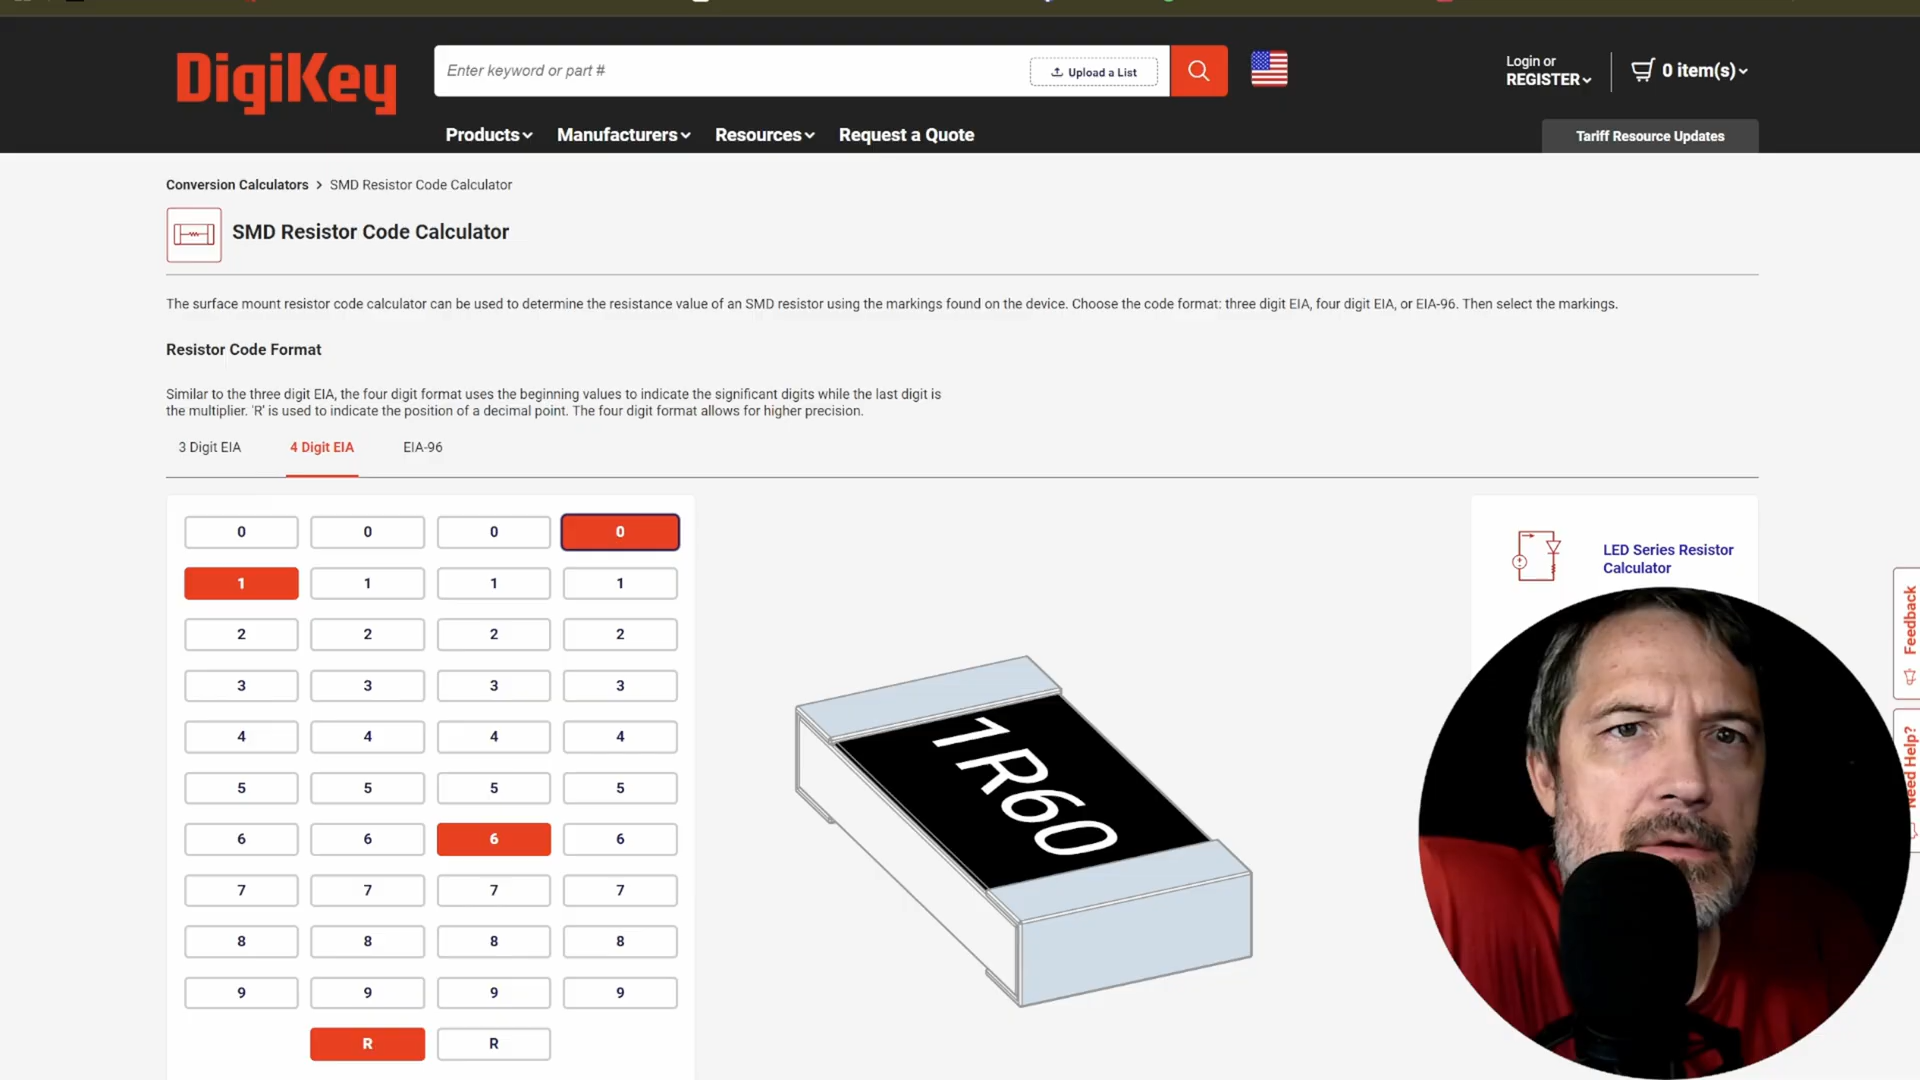 DigiKey
Enter keyword or part #
Upload a List
Login or
REGISTER
0 item(s)
Products
Manufacturers
Resources
Request a Quote
Tariff Resource Updates
Conversion Calculators > SMD Resistor Code Calculator
SMD Resistor Code Calculator
The surface mount resistor code calculator can be used to determine the resistance value of an SMD resistor using the markings found on the device. Choose the code format: three digit EIA, four digit EIA, or EIA-96. Then select the markings.
Resistor Code Format
Similar to the three digit EIA, the four digit format uses the beginning values to indicate the significant digits while the last digit is
the multiplier. 'R' is used to indicate the position of a decimal point. The four digit format allows for higher precision.
3 Digit EIA
4 Digit EIA
EIA-96
0 0 0 0
1 1 1 1
2 2 2 2
3 3 3 3
4 4 4 4
5 5 5 5
6 6 6 6
7 7 7 7
8 8 8 8
9 9 9 9
R R
1R60
LED Series Resistor
Calculator
Feedback
Need Help?